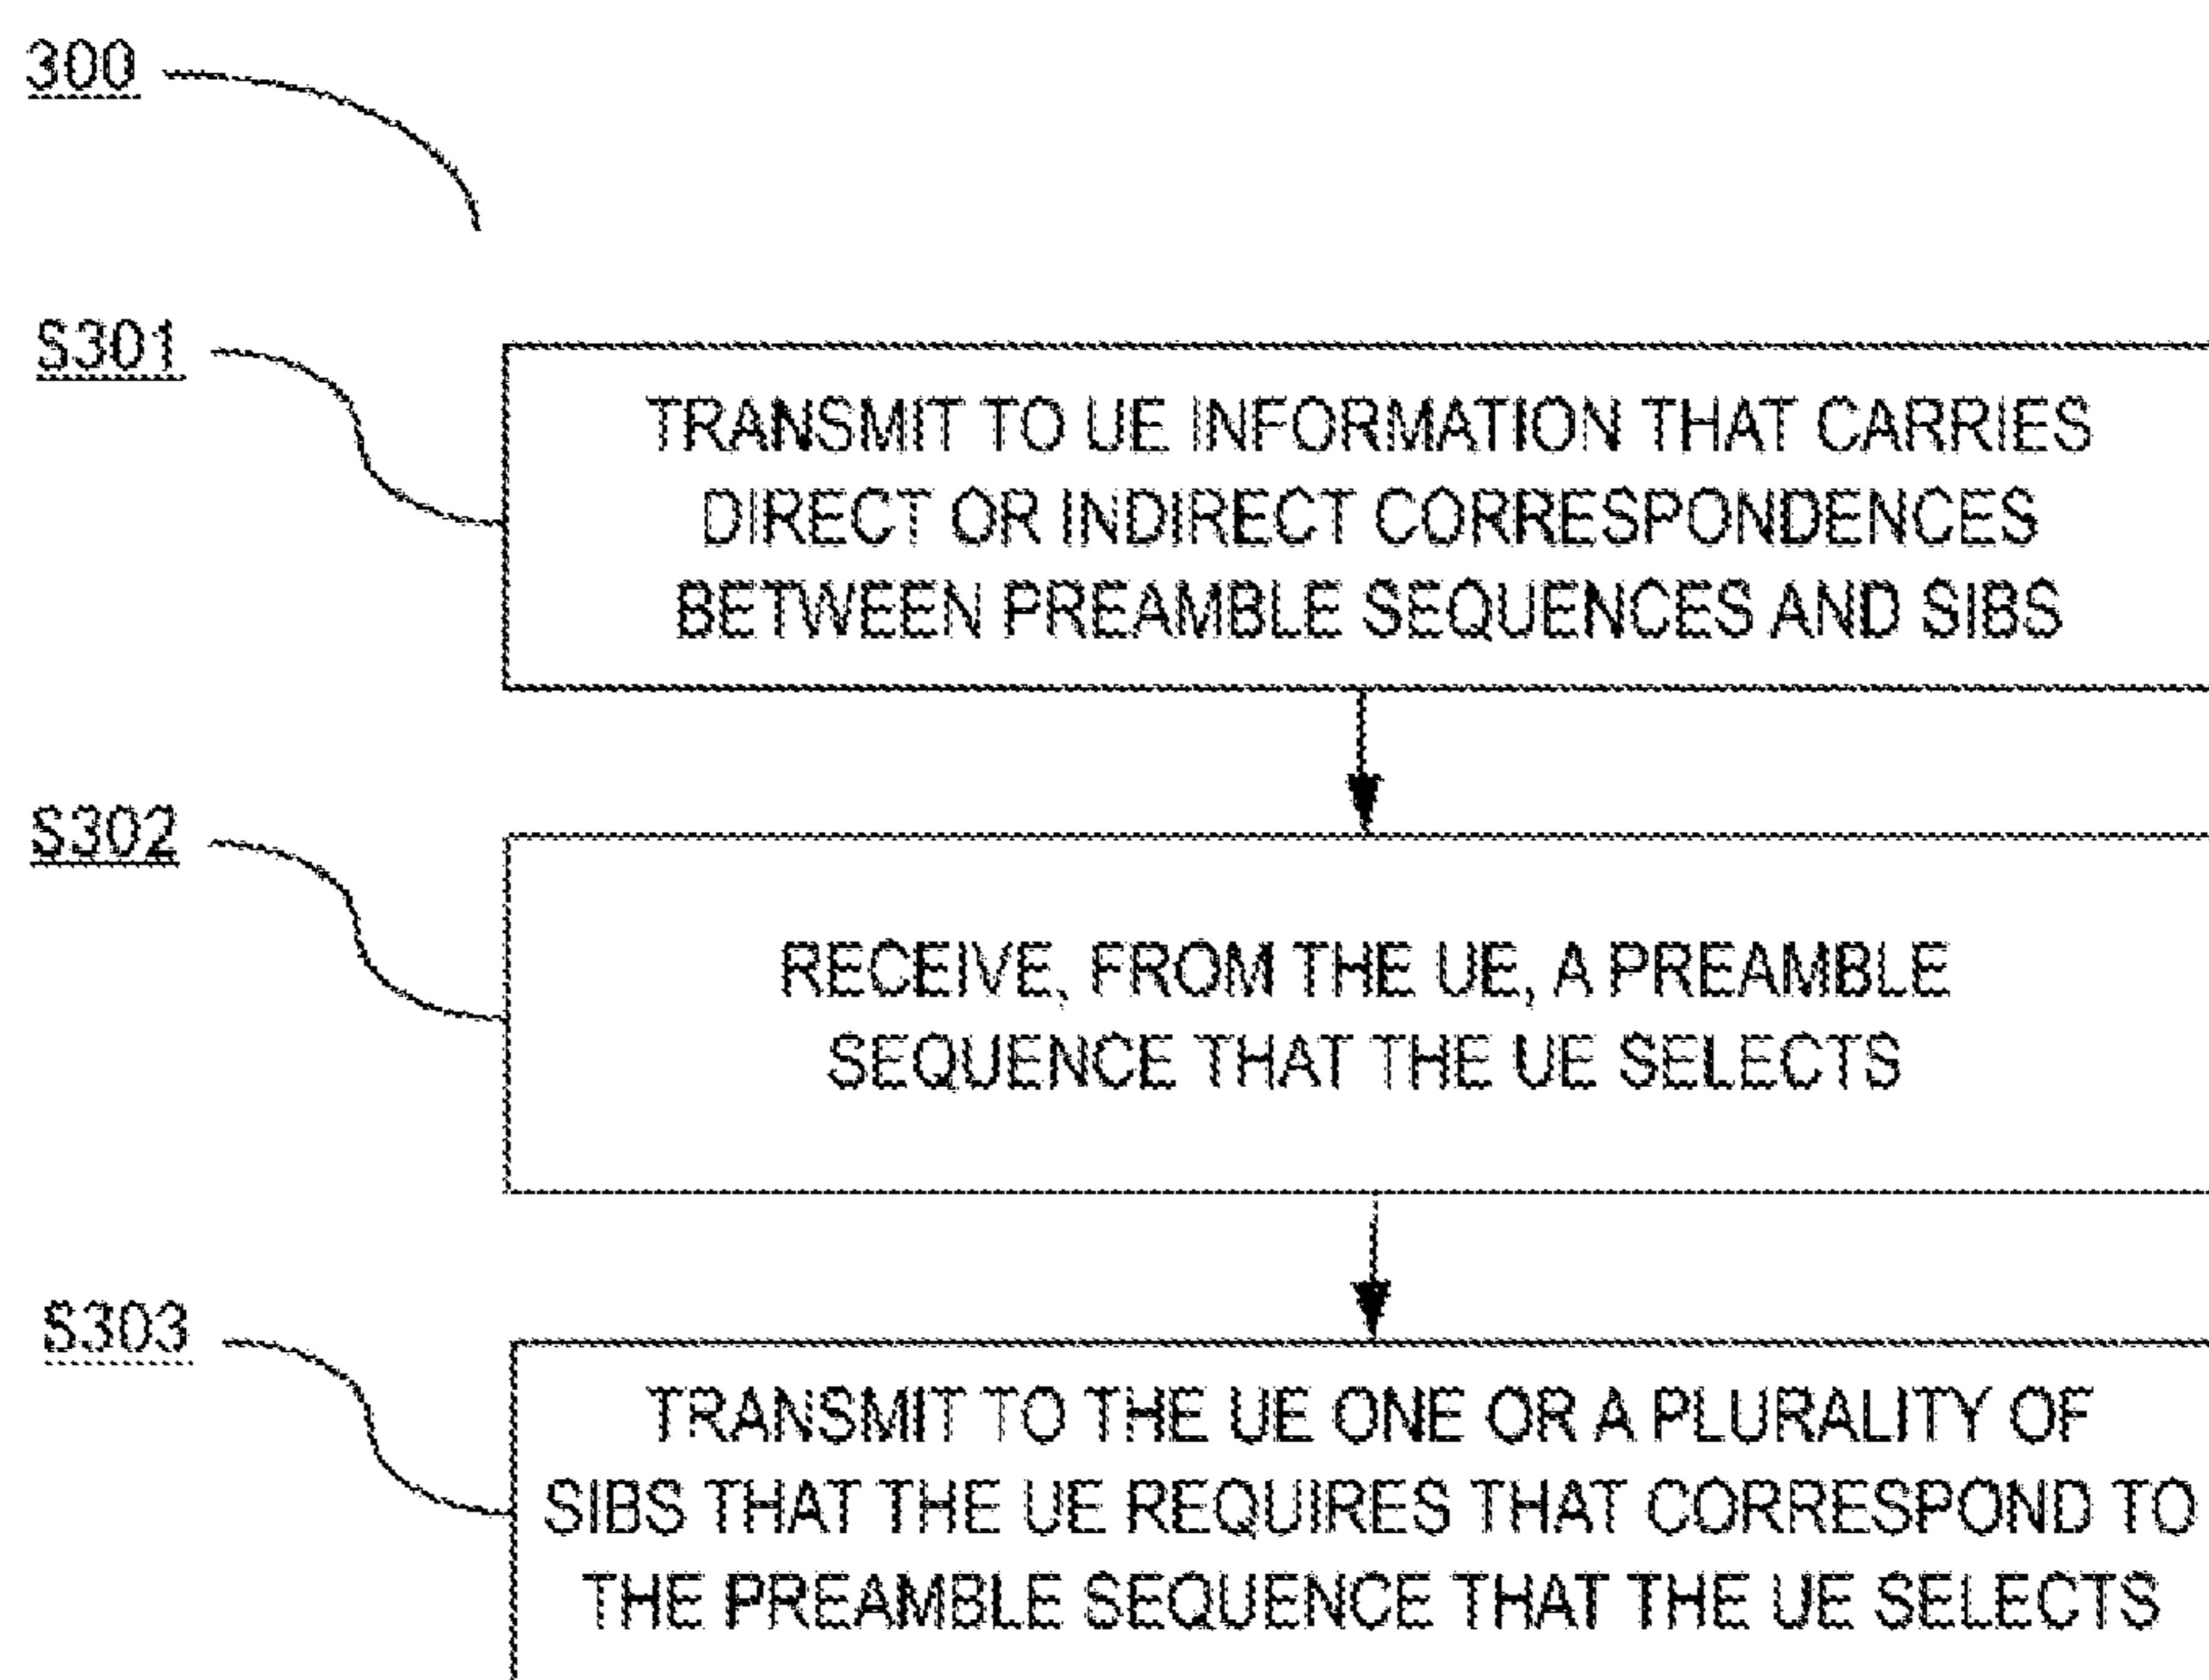 300
S301
TRANSMIT TO UE INFORMATION THAT CARRIES
DIRECT OR INDIRECT CORRESPONDENCES
BETWEEN PREAMBLE SEQUENCES AND SIBS
S302
RECEIVE, FROM THE UE, A PREAMBLE
SEQUENCE THAT THE UE SELECTS
S303
TRANSMIT TO THE UE ONE OR A PLURALITY OF
SIBS THAT THE UE REQUIRES THAT CORRESPOND TO
THE PREAMBLE SEQUENCE THAT THE UE SELECTS